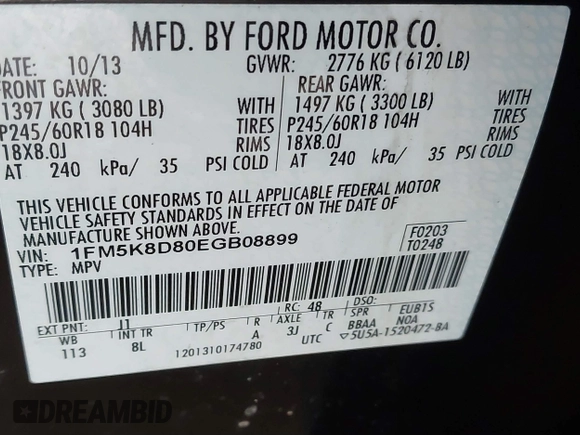 MFD. BY FORD MOTOR CO.
DATE: 10/13 GVWR: 2776 KG ( 6120 LB)
FRONT GAWR: REAR GAWR:
1397 KG ( 3080 LB) WITH 1497 KG ( 3300 LB) WITH
P245/60R18 104H TIRES P245/60R18 104H TIRES
18X8.0J RIMS 18X8.0J RIMS
AT 240 kPa/ 35 PSI COLD AT 240 kPa/ 35 PSI COLD
THIS VEHICLE CONFORMS TO ALL APPLICABLE FEDERAL MOTOR
VEHICLE SAFETY STANDARDS IN EFFECT ON THE DATE OF
MANUFACTURE SHOWN ABOVE.
VIN: 1FM5K8D80EGB08899 F0203
TYPE: MPV T0248
EXT PNT: J1 RC: 48 DSO:
WB INT TR TP/PS R AXLE TR SPR EUBTS
113 8L A 3J C BBAA NOA
1201310174780 UTC ▽5U5A-1520472-BA
DREAMBID